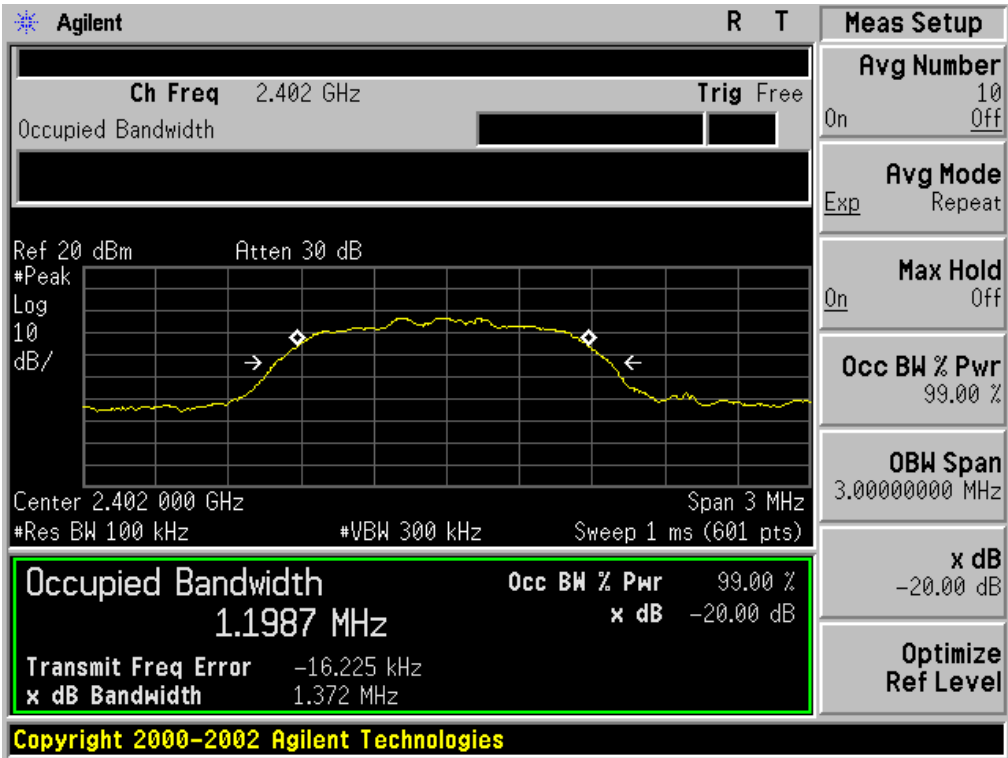 Agilent R T
Ch Freq 2.402 GHz Trig Free
Occupied Bandwidth
Ref 20 dBm Atten 30 dB
#Peak
Log
10
dB/
Center 2.402 000 GHz Span 3 MHz
#Res BW 100 kHz #VBW 300 kHz Sweep 1 ms (601 pts)
Occupied Bandwidth Occ BW % Pwr 99.00 %
1.1987 MHz x dB -20.00 dB
Transmit Freq Error -16.225 kHz
x dB Bandwidth 1.372 MHz
Copyright 2000-2002 Agilent Technologies
Meas Setup
Avg Number
10
On Off
Avg Mode
Exp Repeat
Max Hold
On Off
Occ BW % Pwr
99.00 %
OBW Span
3.00000000 MHz
x dB
-20.00 dB
Optimize
Ref Level